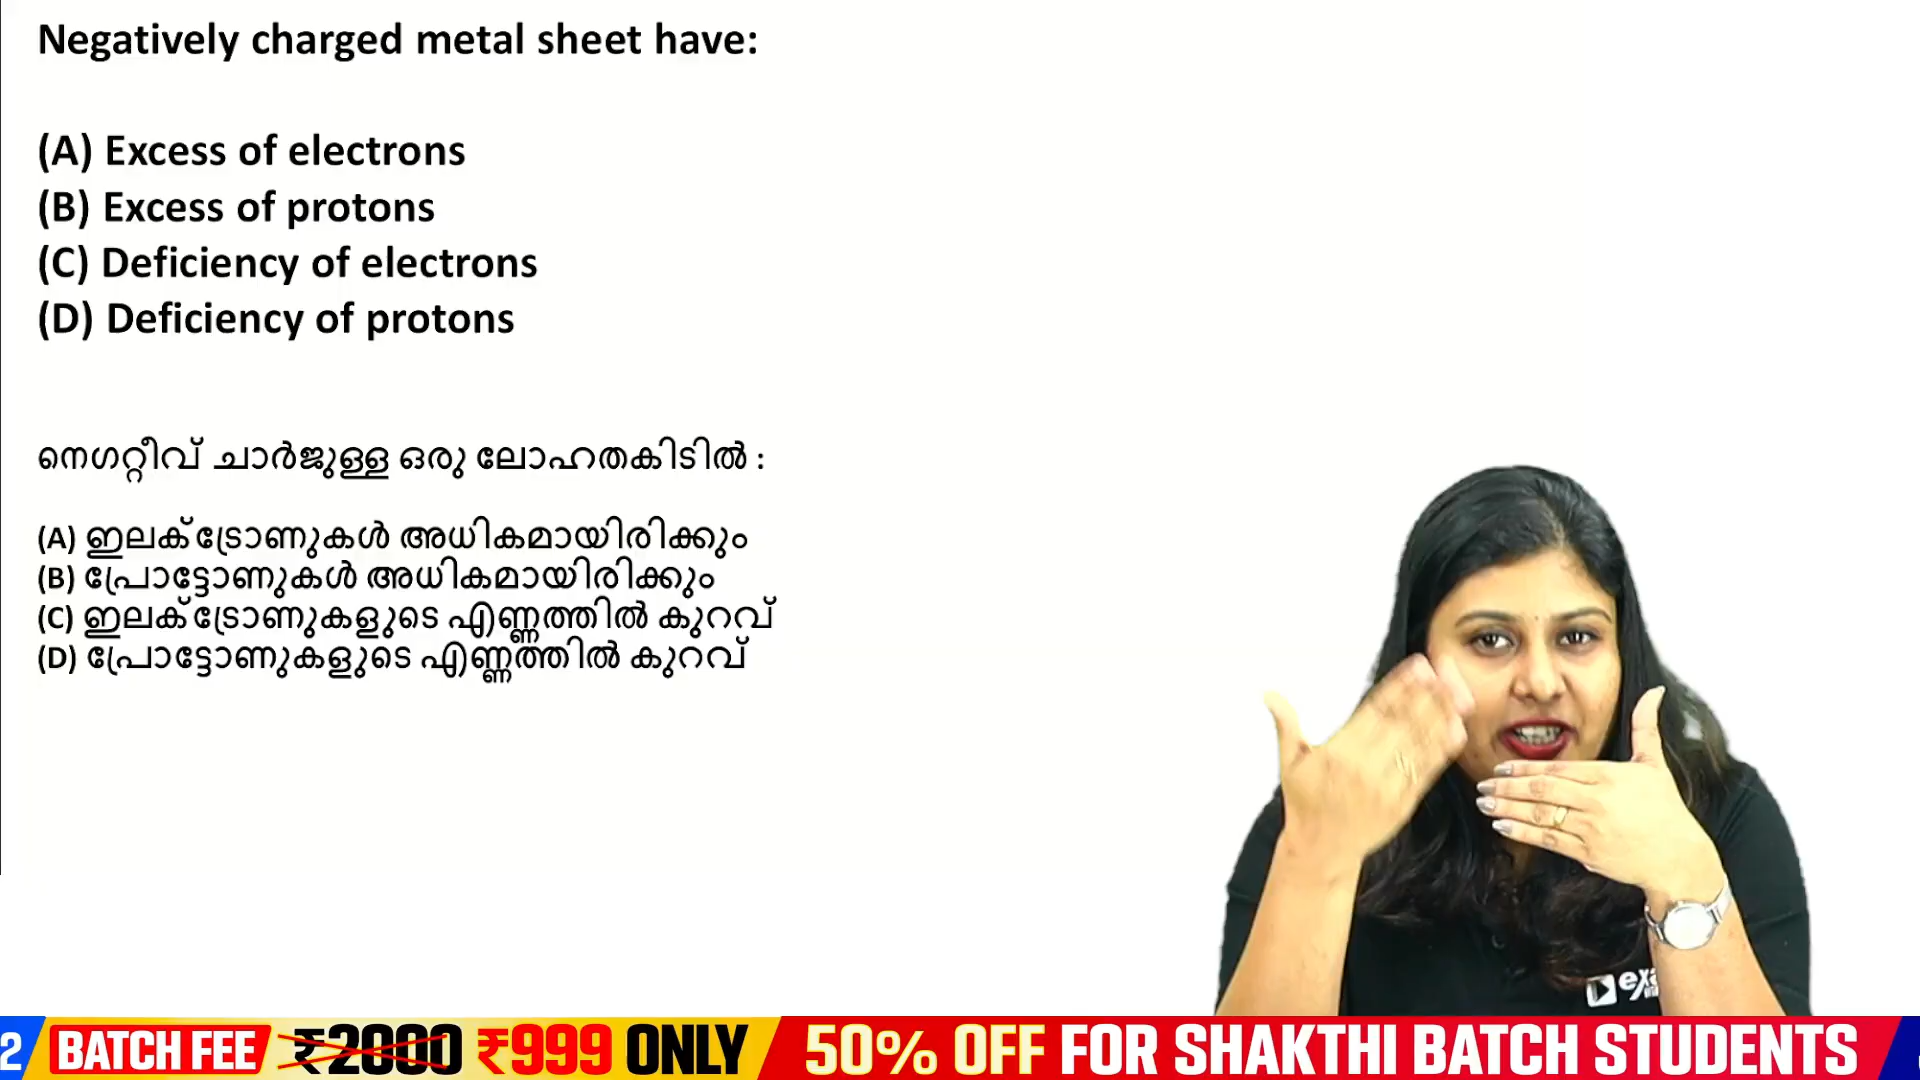 Negatively charged metal sheet have:
(A) Excess of electrons
(B) Excess of protons
(C) Deficiency of electrons
(D) Deficiency of protons
നെഗറ്റീവ് ചാർജുള്ള ഒരു ലോഹതകിടിൽ :
(A) ഇലക്ട്രോണുകൾ അധികമായിരിക്കും
(B) പ്രോട്ടോണുകൾ അധികമായിരിക്കും
(C) ഇലക്ട്രോണുകളുടെ എണ്ണത്തിൽ കുറവ്
(D) പ്രോട്ടോണുകളുടെ എണ്ണത്തിൽ കുറവ്
2 BATCH FEE ₹2000 ₹999 ONLY 50% OFF FOR SHAKTHI BATCH STUDENTS